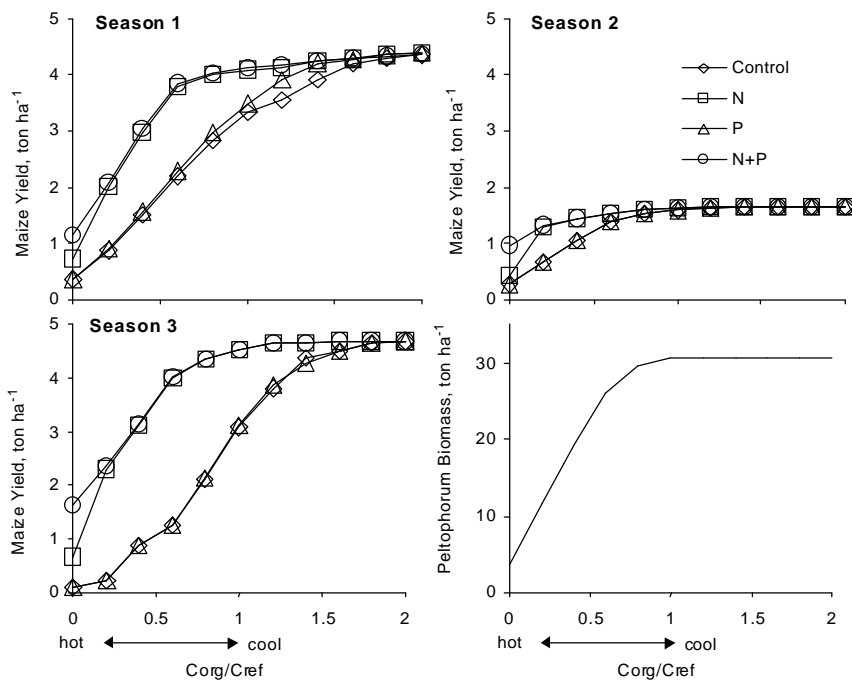 Season 1
Maize Yield, ton ha-1
5
4
3
2
1
0
Season 2
Maize Yield, ton ha-1
5
4
3
2
1
0
Control
N
P
N+P
Season 3
Maize Yield, ton ha-1
5
4
3
2
1
0
0 0.5 1 1.5 2
hot cool
Corg/Cref
Peltophorum Biomass, ton ha-1
30
20
10
0
0 0.5 1 1.5 2
hot cool
Corg/Cref